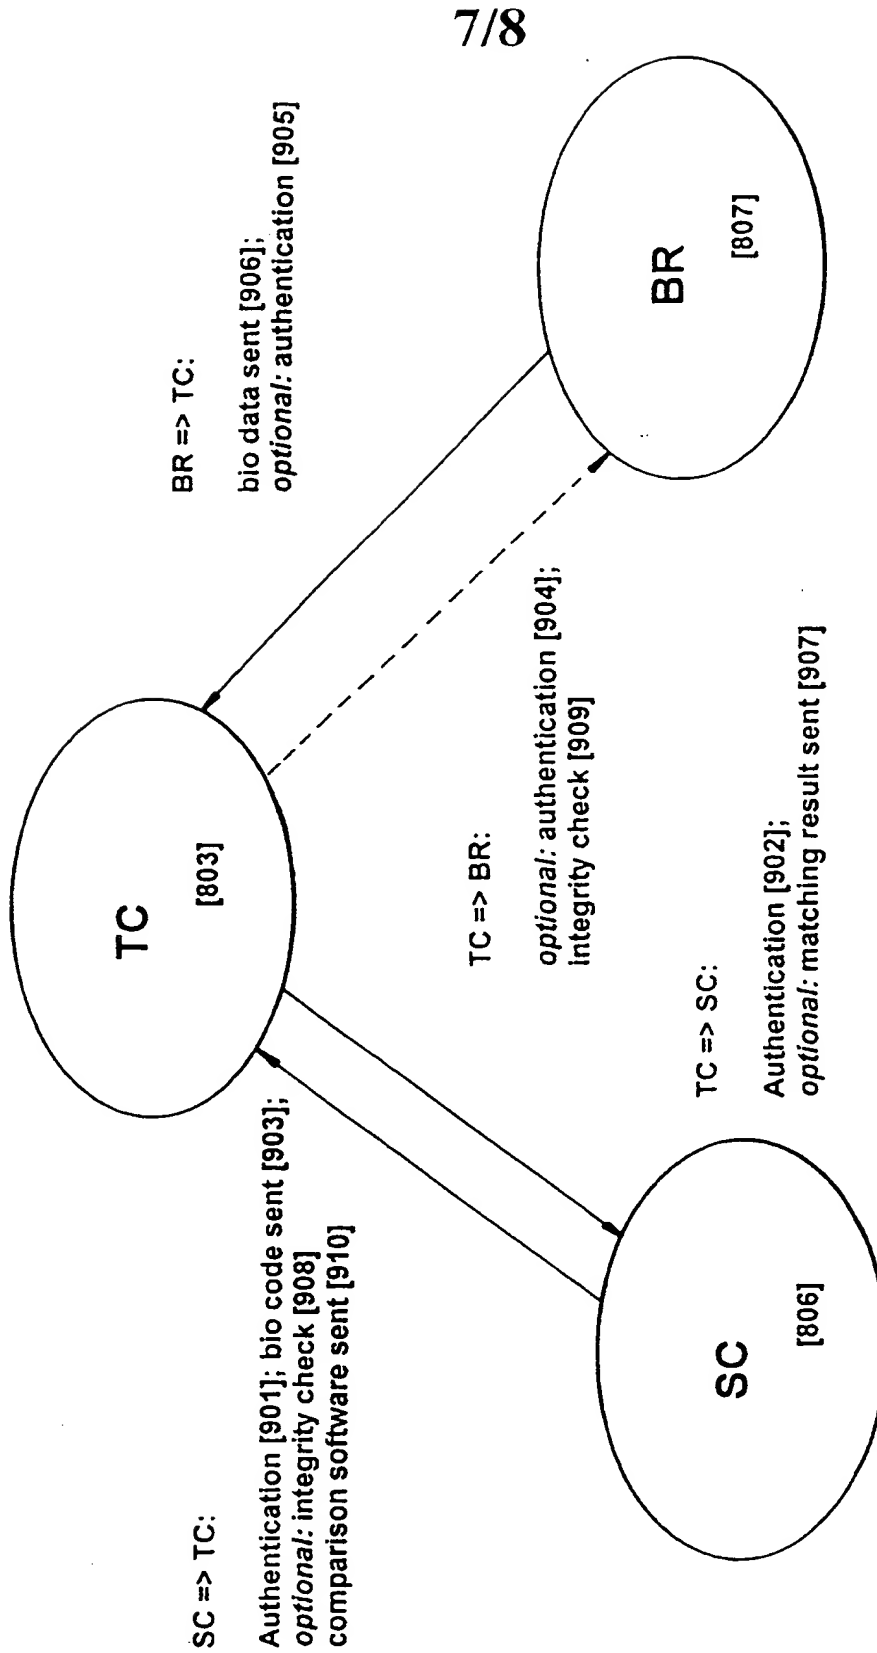 7/8
SC => TC:
Authentication [901]; bio code sent [903];
optional: integrity check [908]
comparison software sent [910]
TC
[803]
BR => TC:
bio data sent [906];
optional: authentication [905]
TC => BR:
optional: authentication [904];
integrity check [909]
BR
[807]
TC => SC:
Authentication [902];
optional: matching result sent [907]
SC
[806]